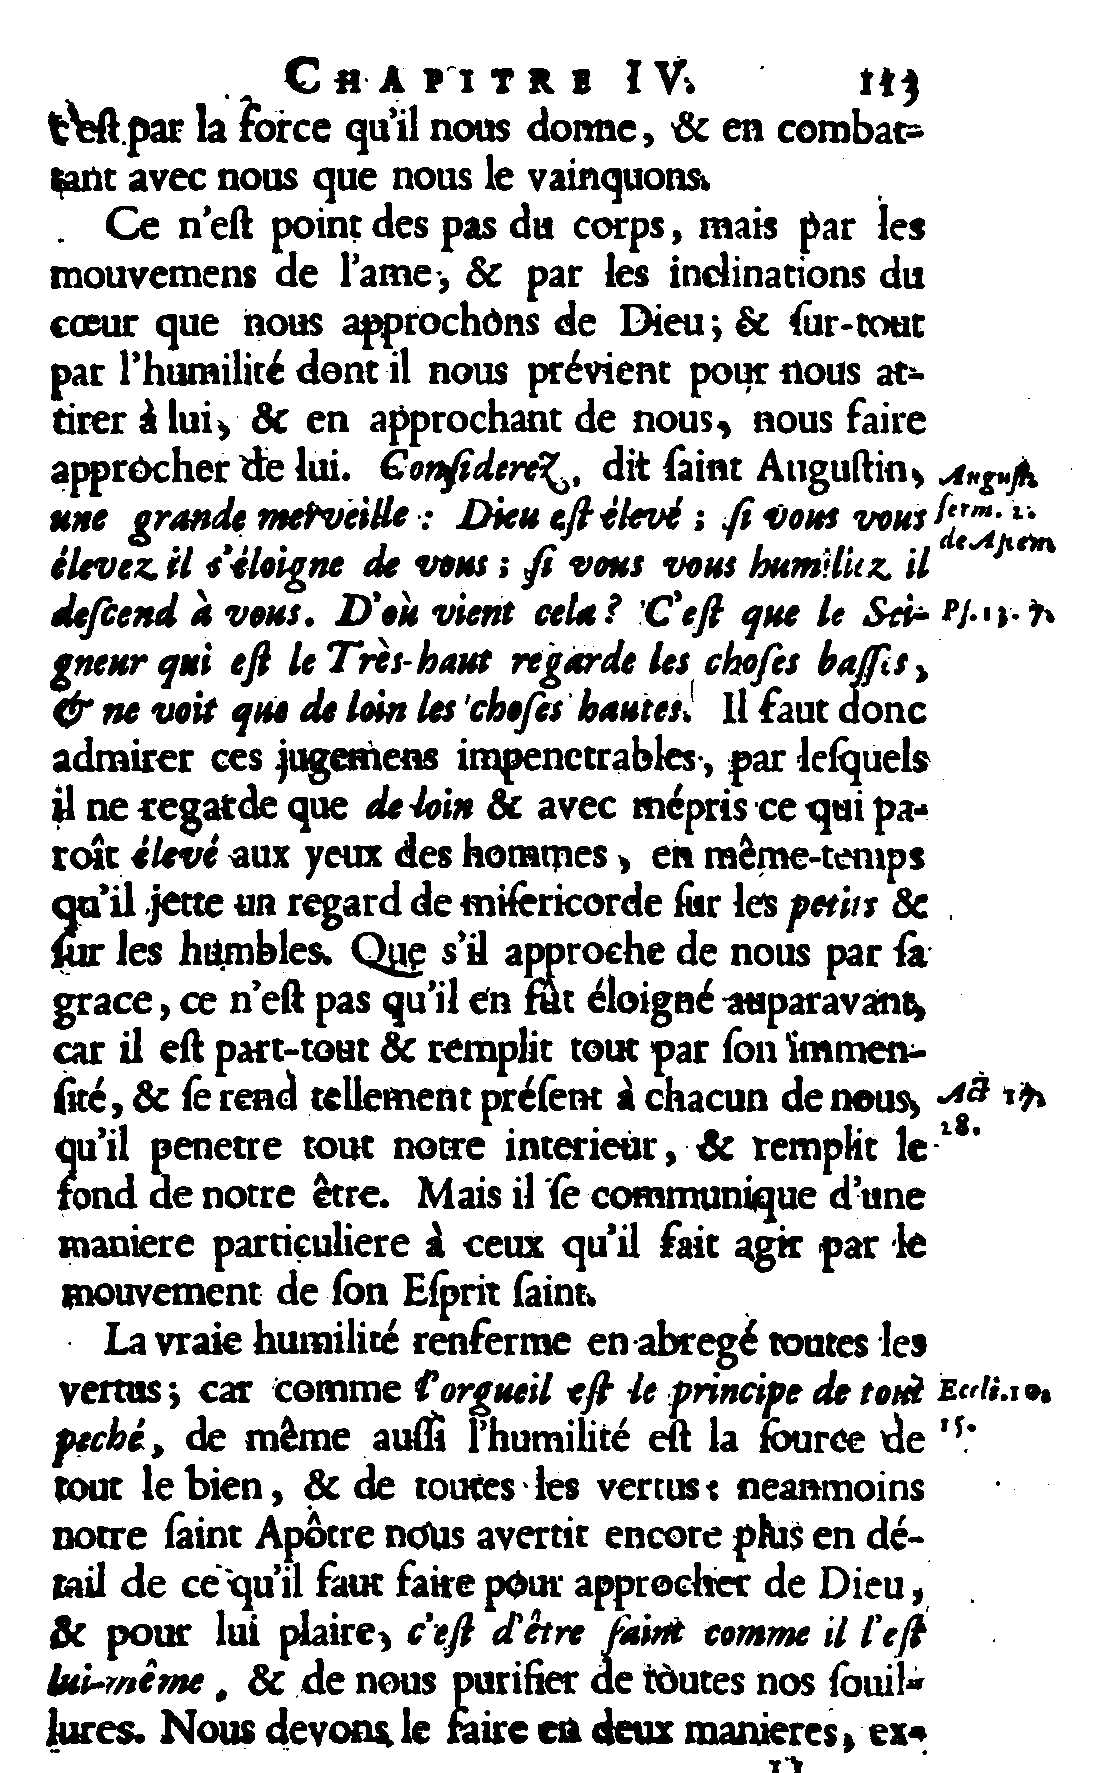 CHAPITRE IV. 113
c'eſt par la force qu'il nous donne, & en combat-
tant avec nous que nous le vainquons.
Ce n'eſt point des pas du corps, mais par les
mouvemens de l'ame, & par les inclinations du
cœur que nous approchons de Dieu; & ſur-tout
par l'humilité dont il nous prévient pour nous at-
tirer à lui, & en approchant de nous, nous faire
approcher de lui. Conſiderez, dit ſaint Auguſtin,
Auguſt.
une grande merveille : Dieu eſt élevé ; ſi vous vous
ſerm. 2.
élevez il s'éloigne de vous ; ſi vous vous humiliez il
de Aſcem
deſcend à vous. D'où vient cela ? C'eſt que le Sei-
Pſ.
gneur qui eſt le Très-haut regarde les choſes baſſes,
& ne voit que de loin les choſes hautes. Il faut donc
admirer ces jugemens impenetrables, par leſquels
il ne regarde que de loin & avec mépris ce qui pa-
roît élevé aux yeux des hommes, en même-temps
qu'il jette un regard de miſericorde ſur les petits &
ſur les humbles. Que s'il approche de nous par ſa
grace, ce n'eſt pas qu'il en fût éloigné auparavant,
car il eſt part-tout & remplit tout par ſon immen-
ſité, & ſe rend tellement préſent à chacun de nous,
Act 17.
qu'il penetre tout notre interieur, & remplit le
28.
fond de notre être. Mais il ſe communique d'une
maniere particuliere à ceux qu'il fait agir par le
mouvement de ſon Eſprit ſaint.
La vraie humilité renferme en abregé toutes les
vertus; car comme l'orgueil eſt le principe de tout
Eccli. 10.
peché, de même auſſi l'humilité eſt la ſource de
15.
tout le bien, & de toutes les vertus: neanmoins
notre ſaint Apôtre nous avertit encore plus en dé-
tail de ce qu'il faut faire pour approcher de Dieu,
& pour lui plaire, c'eſt d'être ſaint comme il l'eſt
lui-même, & de nous purifier de toutes nos ſouil-
lures. Nous devons le faire en deux manieres, ex-